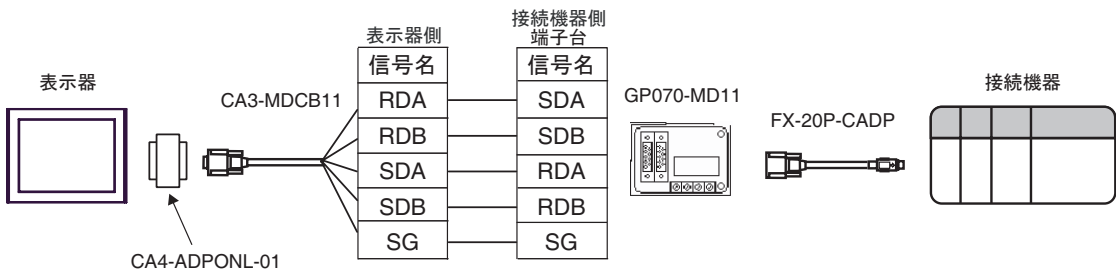 表示器
CA4-ADPONL-01
CA3-MDCB11
表示器側
信号名
RDA
RDB
SDA
SDB
SG
接続機器側
端子台
信号名
SDA
SDB
RDA
RDB
SG
GP070-MD11
FX-20P-CADP
接続機器